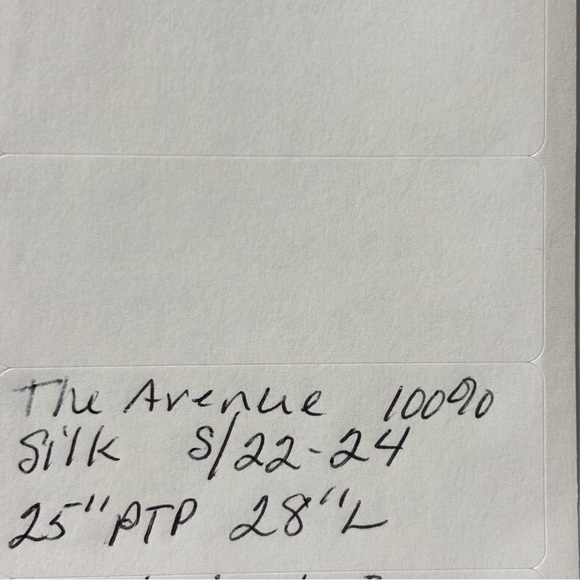 The Avenue 100%
Silk S/22-24
25" PTP 28" L